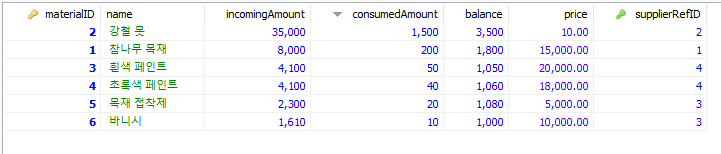 materialID name incomingAmount consumedAmount balance price supplierRefID
2 강철 못 35,000 1,500 3,500 10.00 2
1 참나무 목재 8,000 200 1,800 15,000.00 1
3 흰색 페인트 4,100 50 1,050 20,000.00 4
4 초록색 페인트 4,100 40 1,060 18,000.00 4
5 목재 접착제 2,300 20 1,080 5,000.00 3
6 바니시 1,610 10 1,000 10,000.00 3